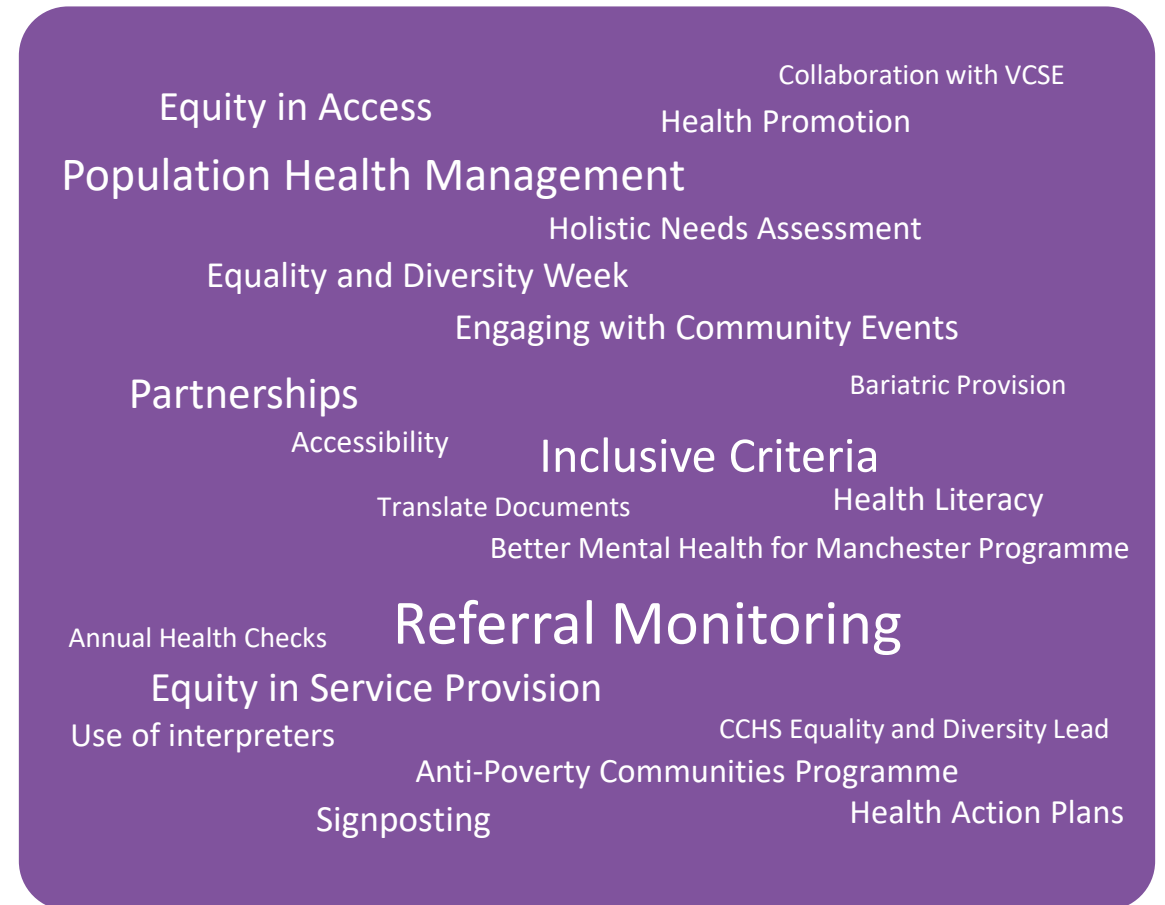 Collaboration with VCSE
Equity in Access
Health Promotion
Population Health Management
Holistic Needs Assessment
Equality and Diversity Week
Engaging with Community Events
Partnerships
Bariatric Provision
Accessibility
Inclusive Criteria
Translate Documents
Health Literacy
Better Mental Health for Manchester Programme
Referral Monitoring
Annual Health Checks
Equity in Service Provision
Use of interpreters
CCHS Equality and Diversity Lead
Anti-Poverty Communities Programme
Signposting
Health Action Plans